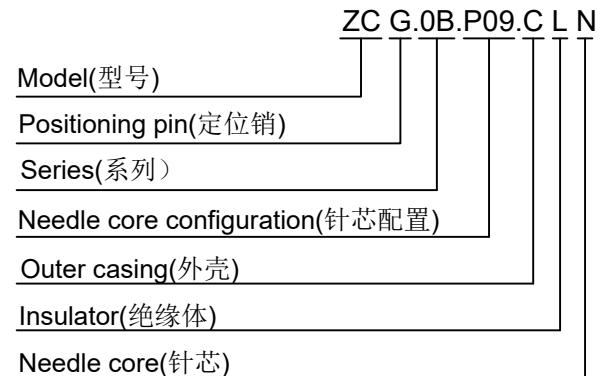 ZC G.0B.P09.C L N
Model(型号)
Positioning pin(定位销)
Series(系列）
Needle core configuration(针芯配置)
Outer casing(外壳)
Insulator(绝缘体)
Needle core(针芯)